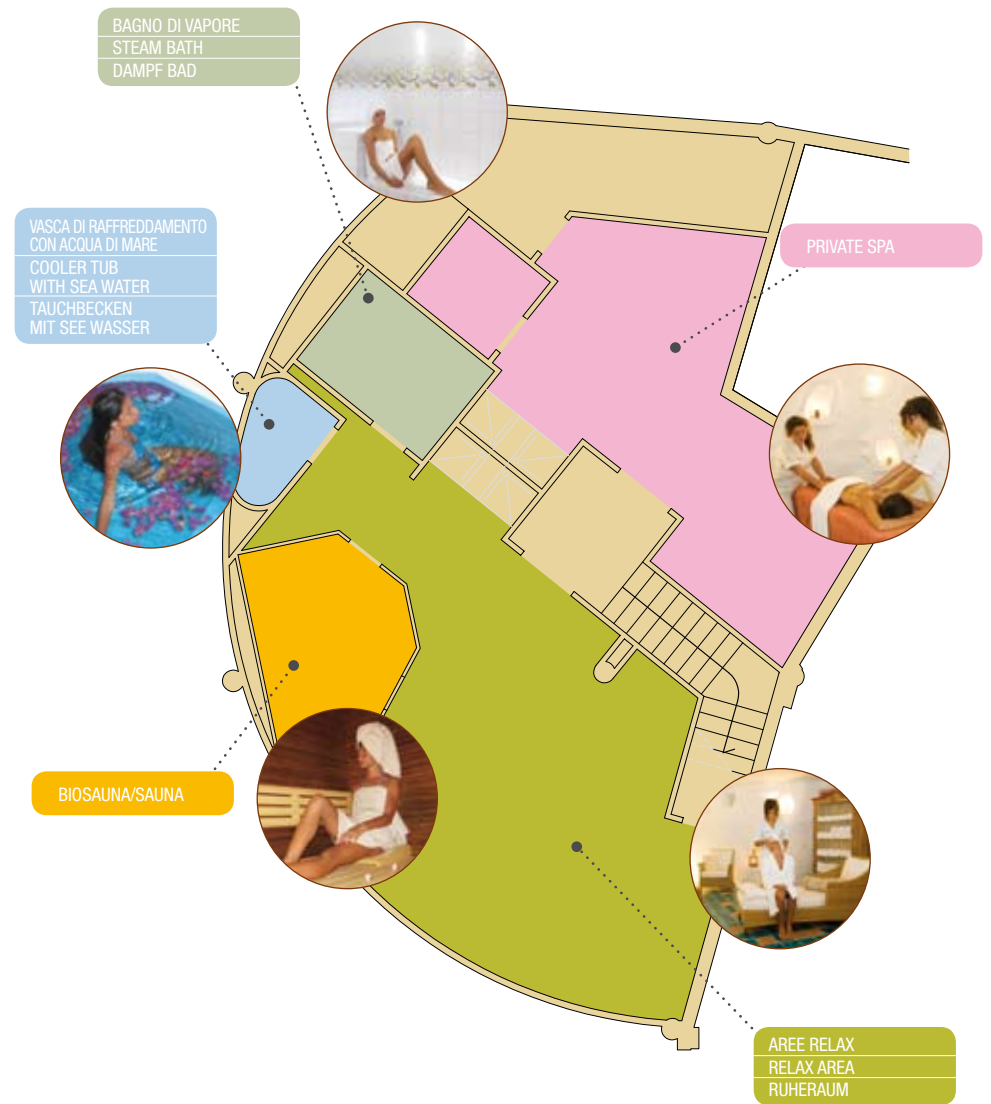 BAGNO DI VAPORE
STEAM BATH
DAMPF BAD
VASCA DI RAFFREDDAMENTO
CON ACQUA DI MARE
COOLER TUB
WITH SEA WATER
TAUCHBECKEN
MIT SEE WASSER
PRIVATE SPA
BIOSAUNA/SAUNA
AREE RELAX
RELAX AREA
RUHERAUM